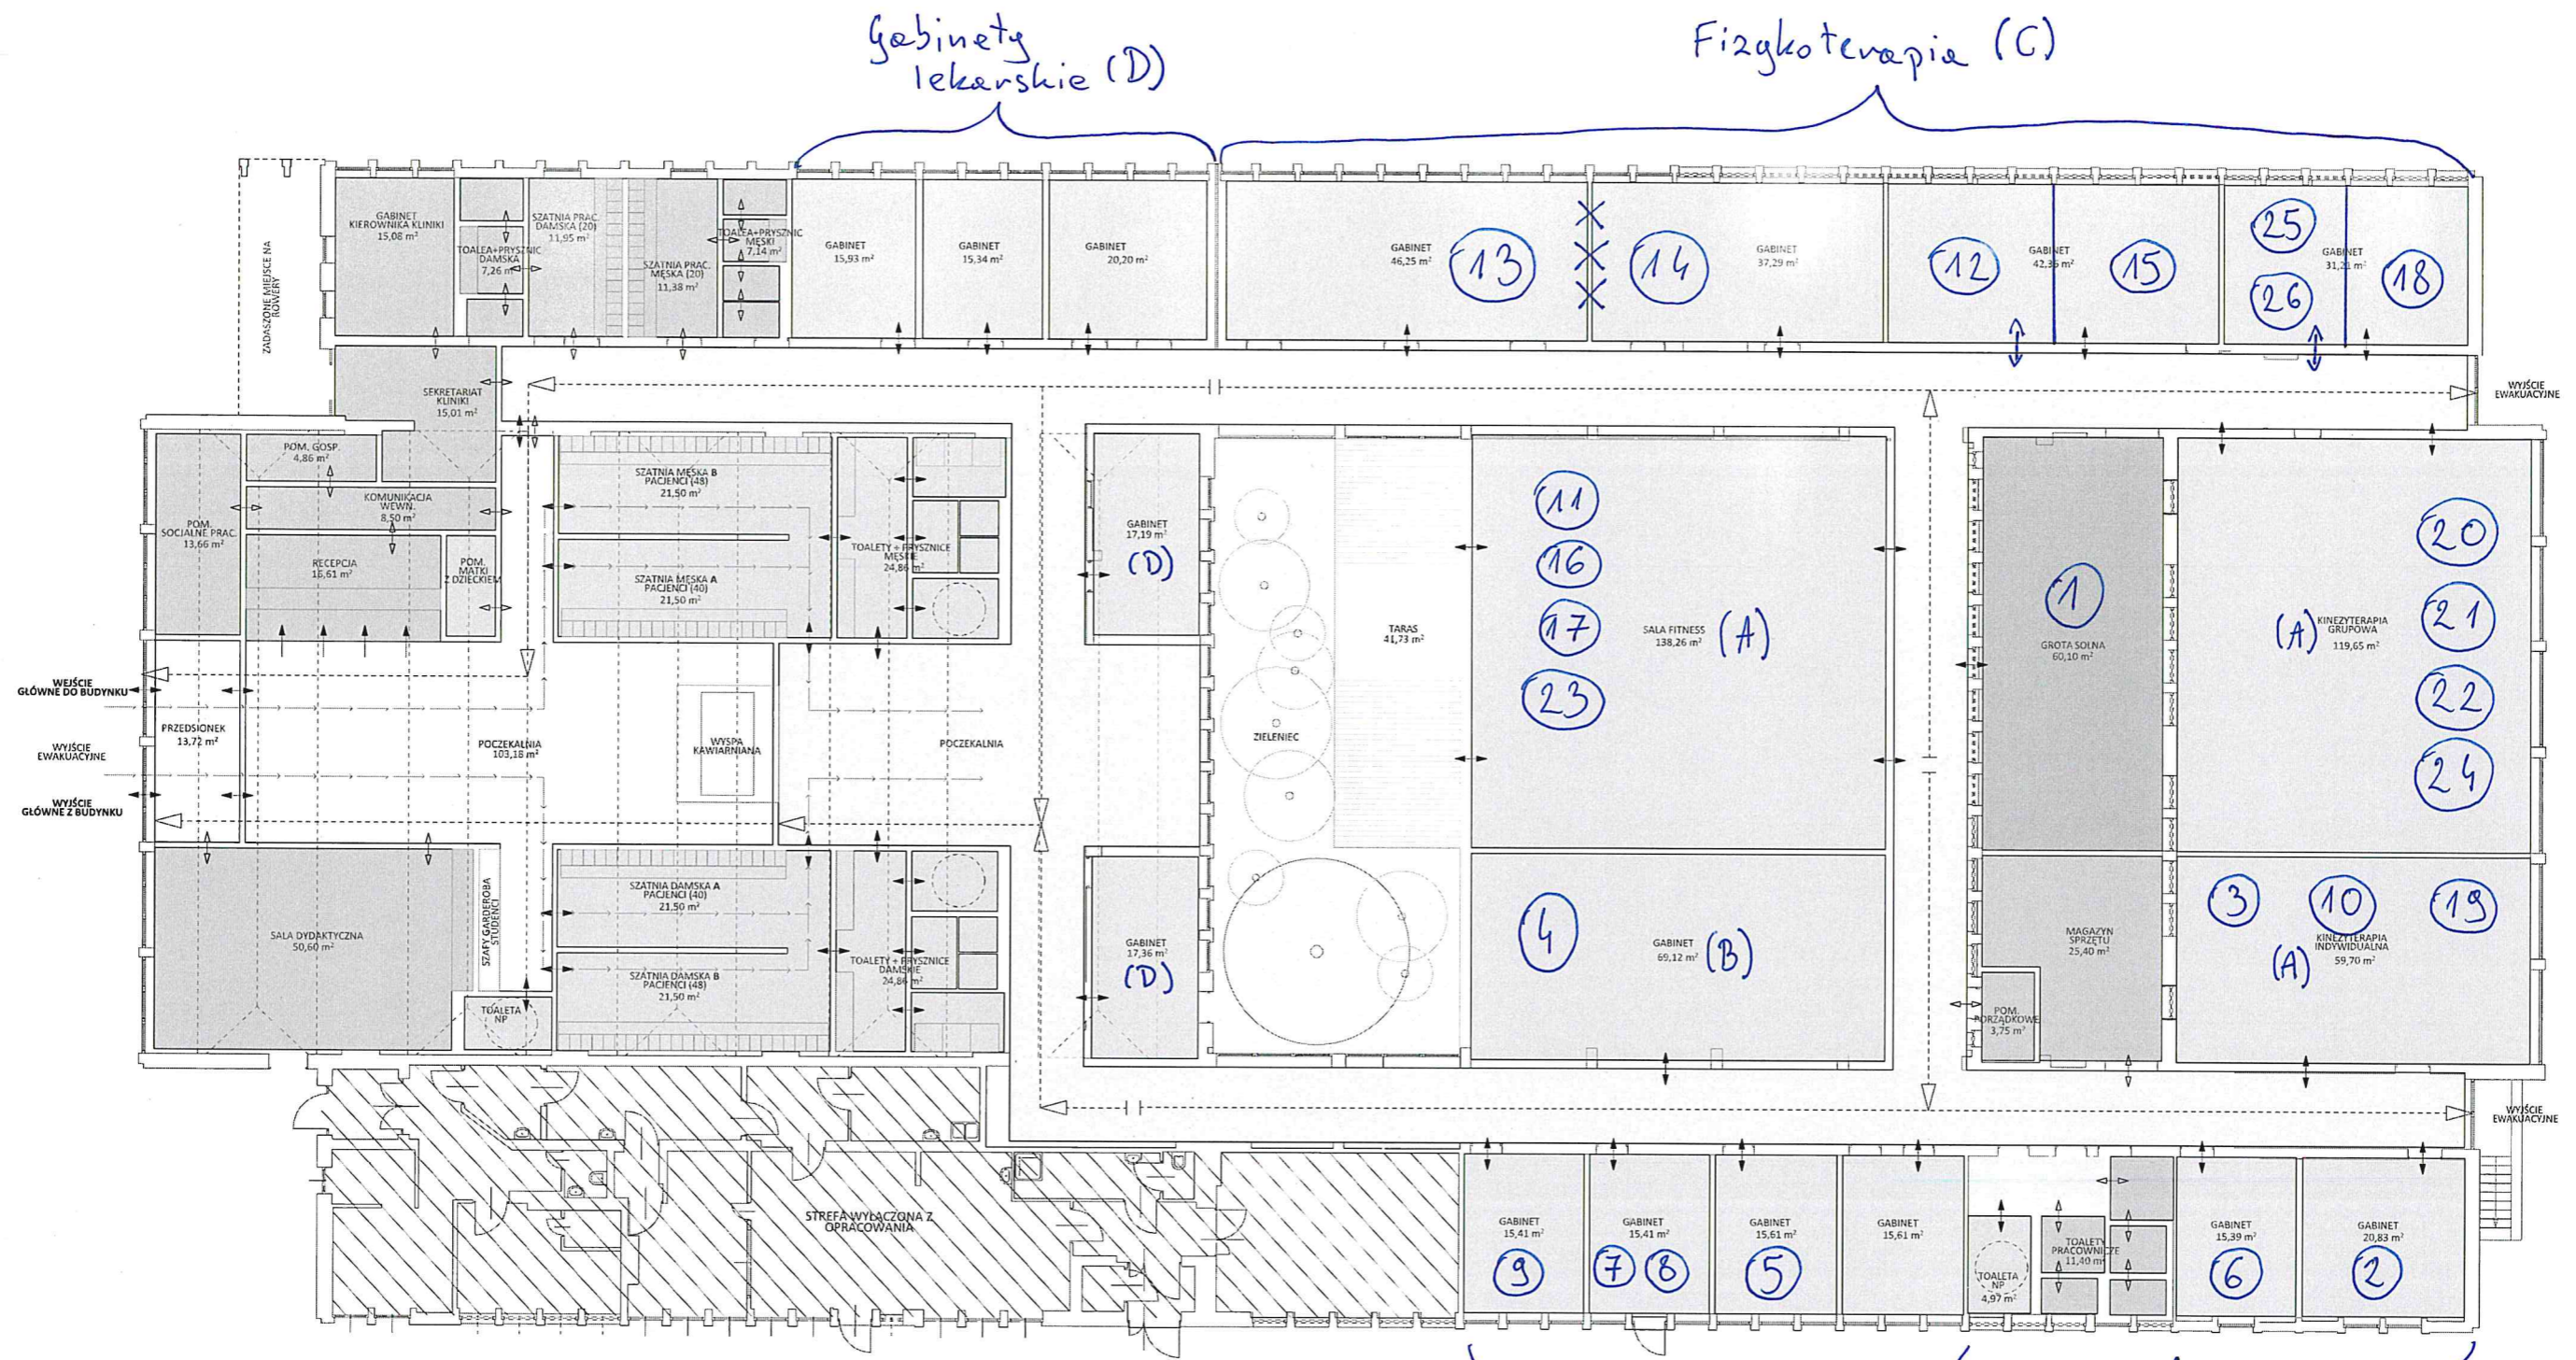 Gabinety
lekarskie (D)
Fizykoterapia (C)
GABINET
KIEROWNIKA KLINIKI
15,08 m²
TOALEA+PRYSZNIC
DAMSKA
7,26 m²
SZATNIA PRAC.
DAMSKA (20)
11,95 m²
SZATNIA PRAC.
MĘSKA (20)
11,38 m²
TOALEA+PRYSZNIC
MĘSKI
7,14 m²
GABINET
15,93 m²
GABINET
15,34 m²
GABINET
20,20 m²
GABINET
46,25 m²
13
14
GABINET
37,29 m²
12
GABINET
15
25
26
GABINET
18
ZADASZONE MIEJSCE NA
ROWERY
SEKRETARIAT
KLINIKI
15,01 m²
WYJŚCIE
EWAKUACYJNE
POM. GOSP.
4,86 m²
KOMUNIKACJA
WEWN.
8,50 m²
POM.
SOCJALNE PRAC.
13,66 m²
RECEPCJA
16,61 m²
POM.
MATKI
Z DZIECKIEM
SZATNIA MĘSKA B
PACJENCI (48)
21,50 m²
SZATNIA MĘSKA A
PACJENCI (40)
21,50 m²
TOALETY + PRYSZNICE
MĘSKIE
24,86 m²
GABINET
17,19 m²
(D)
TARAS
41,73 m²
ZIELENIEC
11
16
17
23
SALA FITNESS
138,26 m²
(A)
1
GROTA SOLNA
60,10 m²
(A)
KINEZYTERAPIA
GRUPOWA
119,65 m²
20
21
22
24
WEJŚCIE
GŁÓWNE DO BUDYNKU
WYJŚCIE
EWAKUACYJNE
WYJŚCIE
GŁÓWNE Z BUDYNKU
PRZEDSIONEK
13,72 m²
POCZEKALNIA
103,18 m²
WYSPA
KAWIARNIANA
POCZEKALNIA
SALA DYDAKTYCZNA
50,60 m²
SZAFY GARDEROBA
STUDENCI
TOALETA
NP
SZATNIA DAMSKA A
PACJENCI (40)
21,50 m²
SZATNIA DAMSKA B
PACJENCI (48)
21,50 m²
TOALETY + PRYSZNICE
DAMSKIE
24,86 m²
GABINET
17,36 m²
(D)
4
GABINET
69,12 m²
(B)
MAGAZYN
SPRZĘTU
25,40 m²
POM.
PORZĄDKOWE
3,75 m²
3
10
19
KINEZYTERAPIA
INDYWIDUALNA
59,70 m²
(A)
WYJŚCIE
EWAKUACYJNE
STREFA WYŁĄCZONA Z
OPRACOWANIA
GABINET
15,41 m²
9
GABINET
15,41 m²
7 8
GABINET
15,61 m²
5
GABINET
15,61 m²
TOALETA
NP
4,97 m²
TOALETY
PRACOWNICZE
11,40 m²
GABINET
15,39 m²
6
GABINET
20,83 m²
2